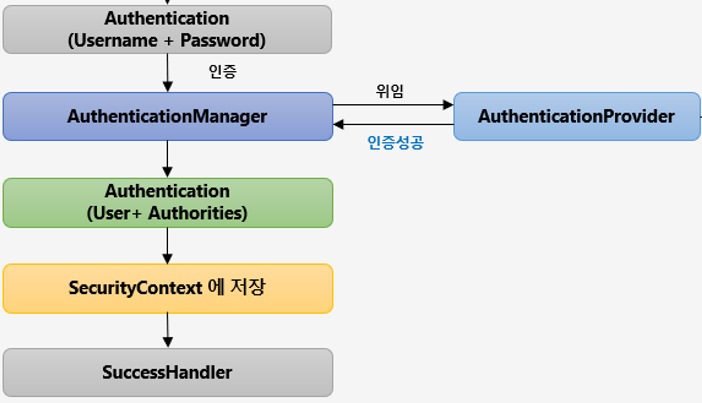 Authentication
(Username + Password)
인증
AuthenticationManager
위임
AuthenticationProvider
인증성공
Authentication
(User+ Authorities)
SecurityContext 에 저장
SuccessHandler